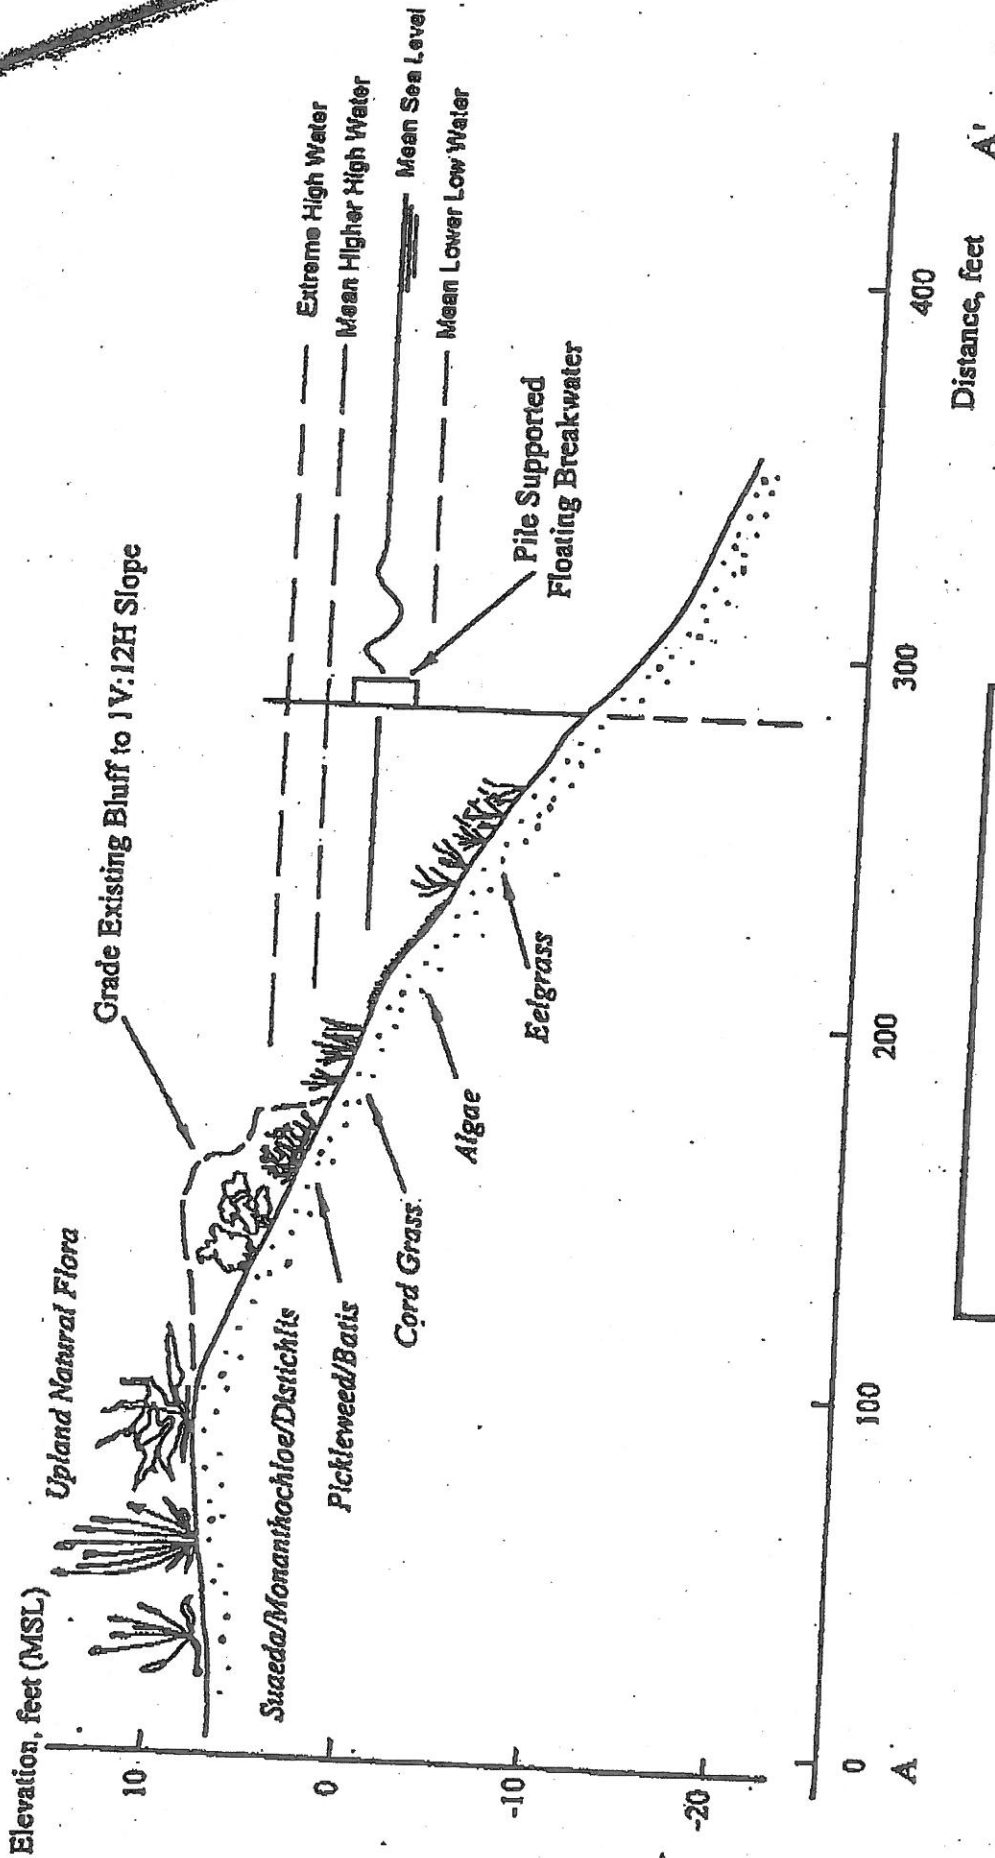 Elevation, feet (MSL)
10
0
-10
-20
Upland Natural Flora
Grade Existing Bluff to 1V:12H Slope
Extreme High Water
Mean Higher High Water
Mean Sea Level
Mean Lower Low Water
Pile Supported
Floating Breakwater
Suaeda/Monanthochloe/Distichlis
Pickleweed/Batis
Cord Grass
Algae
Eelgrass
0
100
200
300
400
A
Distance, feet
A'